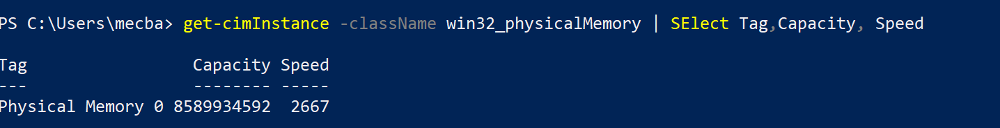 PS C:\Users\mecba> get-cimInstance -className win32_physicalMemory | SElect Tag,Capacity, Speed
Tag                Capacity Speed
---                -------- -----
Physical Memory 0 8589934592  2667